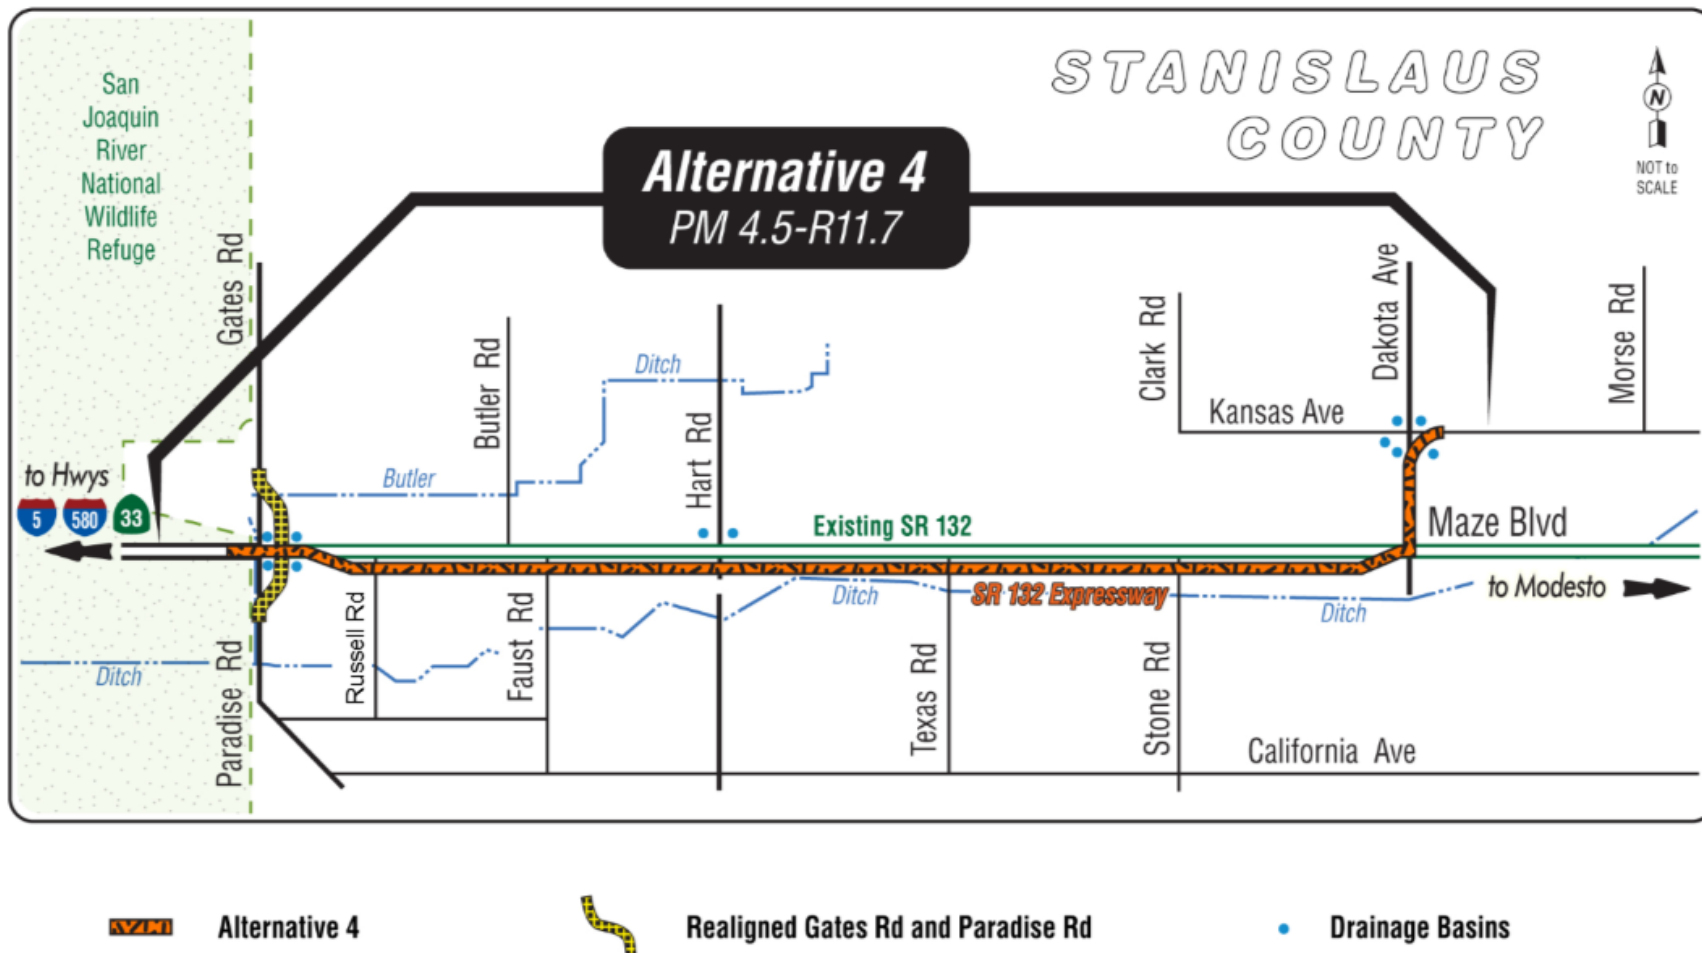 STANISLAUS
COUNTY
N
NOT to
SCALE
San
Joaquin
River
National
Wildlife
Refuge
Alternative 4
PM 4.5-R11.7
Gates Rd
Butler Rd
Ditch
Hart Rd
Clark Rd
Dakota Ave
Morse Rd
Kansas Ave
to Hwys
5
580
33
Butler
Existing SR 132
Maze Blvd
Ditch
SR 132 Expressway
to Modesto
Ditch
Ditch
Paradise Rd
Russell Rd
Faust Rd
Texas Rd
Stone Rd
California Ave
Alternative 4
Realigned Gates Rd and Paradise Rd
Drainage Basins